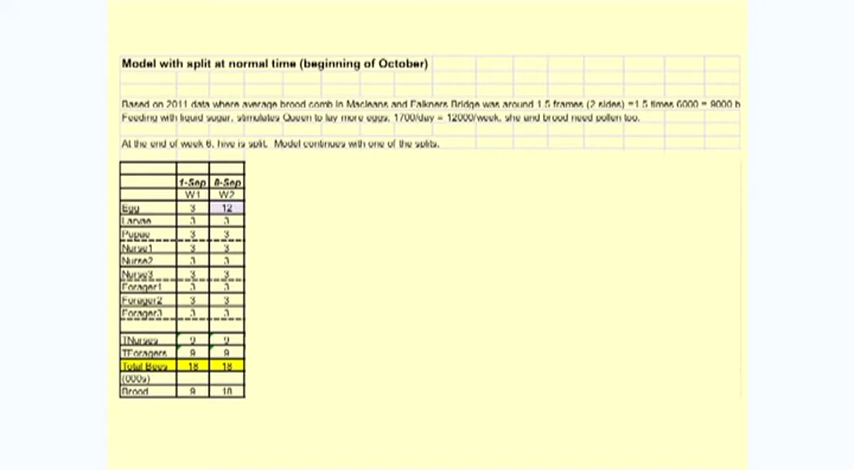 Model with split at normal time (beginning of October)
Based on 2011 data where average brood comb in Macleans and Falkners Bridge was around 1.5 frames (2 sides) =1.5 times 6000 = 9000 b
Feeding with liquid sugar, stimulates Queen to lay more eggs. 1700/day = 12000/week, she and brood need pollen too.
At the end of week 6, hive is split. Model continues with one of the splits.
1-Sep 8-Sep
W1 W2
Egg 3 12
Larvae 3 3
Pupae 3 3
Nurse1 3 3
Nurse2 3 3
Nurse3 3 3
Forager1 3 3
Forager2 3 3
Forager3 3 3
TNurses 9 9
TForagers 9 9
Total Bees 18 18
(000s)
Brood 9 18